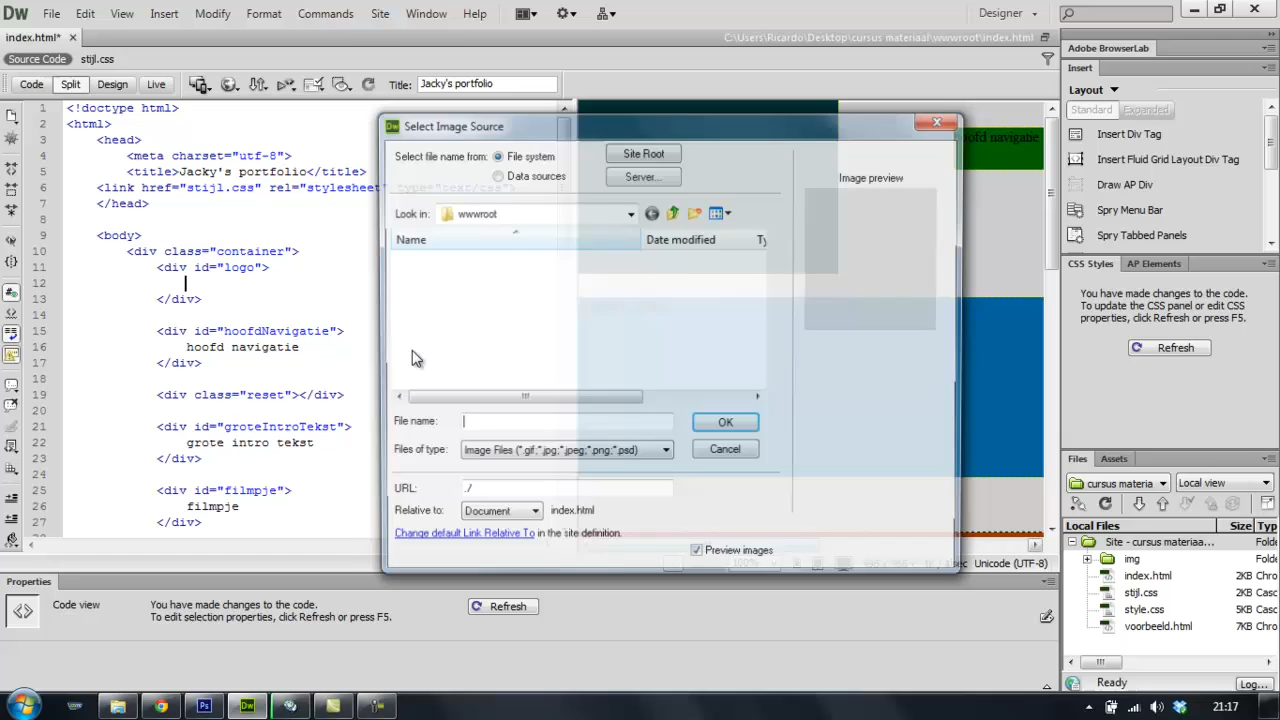 DW File Edit View Insert Modify Format Commands Site Window Help Designer
index.html* C:\Users\Ricardo\Desktop\cursus materiaal\wwwroot\index.html
Source Code stijl.css
Code Split Design Live Title: Jacky's portfolio
1 <!doctype html>
2 <html>
3 <head>
4 <meta charset="utf-8">
5 <title>Jacky's portfolio</title>
6 <link href="stijl.css" rel="stylesheet" type="text/css">
7 </head>
8
9 <body>
10 <div class="container">
11 <div id="logo">
12
13 </div>
14
15 <div id="hoofdNavigatie">
16 hoofd navigatie
17 </div>
18
19 <div class="reset"></div>
20
21 <div id="groteIntroTekst">
22 grote intro tekst
23 </div>
24
25 <div id="filmpje">
26 filmpje
27 </div>
hoofd navigatie
Select Image Source
Select file name from: File system Site Root
Data sources Server...
Image preview
Look in: wwwroot
Name Date modified Ty
File name: OK
Files of type: Image Files (*.gif;*.jpg;*.jpeg;*.png;*.psd) Cancel
URL: ./
Relative to: Document index.html
Change default Link Relative To in the site definition.
Preview images
100% Unicode (UTF-8)
Properties
Code view You have made changes to the code. Refresh
To edit selection properties, click Refresh or press F5.
Adobe BrowserLab
Insert
Layout
Standard Expanded
Insert Div Tag
Insert Fluid Grid Layout Div Tag
Draw AP Div
Spry Menu Bar
Spry Tabbed Panels
CSS Styles AP Elements
You have made changes to the code.
To update the CSS panel or edit CSS
properties, click Refresh or press F5.
Refresh
Files Assets
cursus materia Local view
Local Files Size Type
Site - cursus materiaa... Folde
img Folde
index.html 2KB Chro
stijl.css 2KB Casc
style.css 5KB Casc
voorbeeld.html 7KB Chro
Ready Log...
Ps Dw 21:17